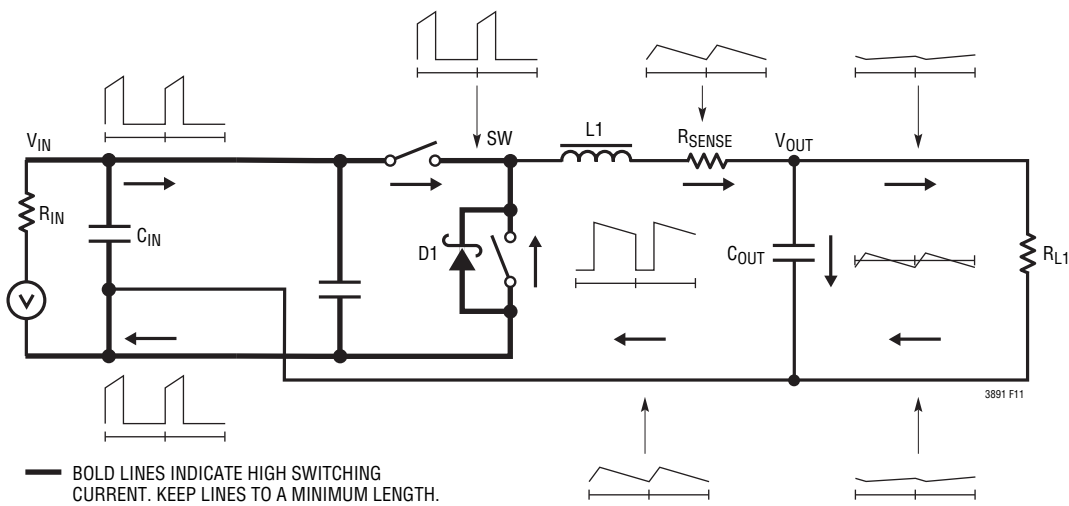 SW
L1
RSENSE
VOUT
VIN
RIN
CIN
D1
COUT
RL1
V
3891 F11
BOLD LINES INDICATE HIGH SWITCHING
CURRENT. KEEP LINES TO A MINIMUM LENGTH.